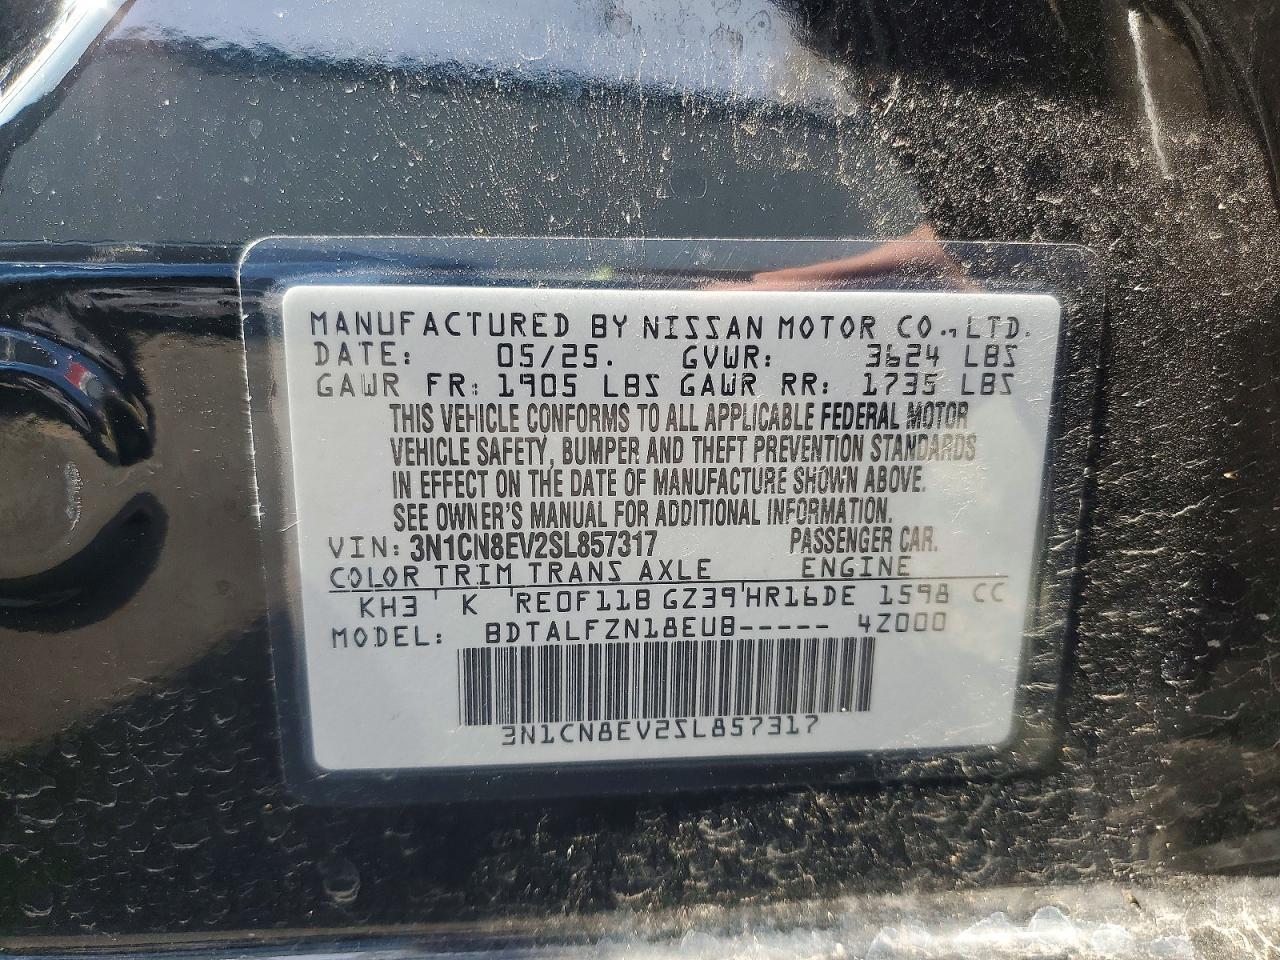 MANUFACTURED BY NISSAN MOTOR CO., LTD.
DATE: 05/25. GVWR: 3624 LBS
GAWR FR: 1905 LBS GAWR RR: 1735 LBS
THIS VEHICLE CONFORMS TO ALL APPLICABLE FEDERAL MOTOR
VEHICLE SAFETY, BUMPER AND THEFT PREVENTION STANDARDS
IN EFFECT ON THE DATE OF MANUFACTURE SHOWN ABOVE.
SEE OWNER'S MANUAL FOR ADDITIONAL INFORMATION.
VIN: 3N1CN8EV2SL857317 PASSENGER CAR.
COLOR TRIM TRANS AXLE ENGINE
KH3 K RE0F11B GZ39 HR16DE 1598 CC
MODEL: BDTALFZN18EUB----- 4Z000
3N1CN8EV2SL857317